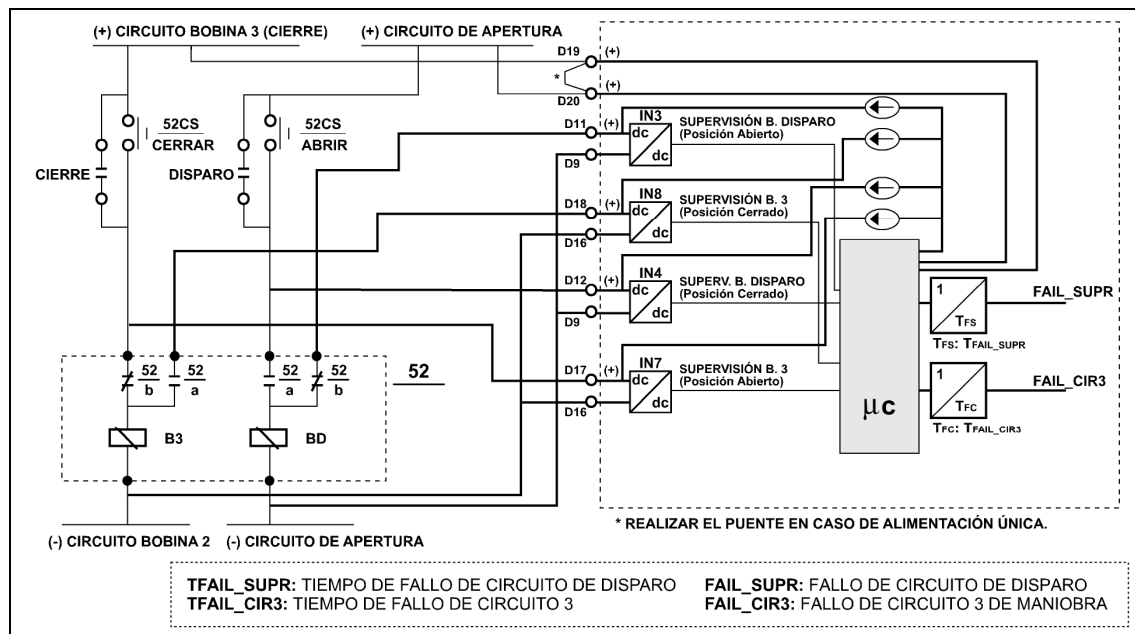 (+) CIRCUITO BOBINA 3 (CIERRE)
(+) CIRCUITO DE APERTURA
D19
(+)
*
D20
(+)
52CS
CERRAR
52CS
ABRIR
CIERRE
DISPARO
D11
(+)
IN3
dc
dc
SUPERVISIÓN B. DISPARO
(Posición Abierto)
D9
D18
(+)
IN8
dc
dc
SUPERVISIÓN B. 3
(Posición Cerrado)
D16
D12
(+)
IN4
dc
dc
SUPERV. B. DISPARO
(Posición Cerrado)
D9
D17
(+)
IN7
dc
dc
SUPERVISIÓN B. 3
(Posición Abierto)
D16
µc
1
TFS
FAIL_SUPR
TFS: TFAIL_SUPR
1
TFC
FAIL_CIR3
TFC: TFAIL_CIR3
52
b
52
a
52
a
52
b
52
B3
BD
(-) CIRCUITO BOBINA 2
(-) CIRCUITO DE APERTURA
* REALIZAR EL PUENTE EN CASO DE ALIMENTACIÓN ÚNICA.
TFAIL_SUPR: TIEMPO DE FALLO DE CIRCUITO DE DISPARO
FAIL_SUPR: FALLO DE CIRCUITO DE DISPARO
TFAIL_CIR3: TIEMPO DE FALLO DE CIRCUITO 3
FAIL_CIR3: FALLO DE CIRCUITO 3 DE MANIOBRA